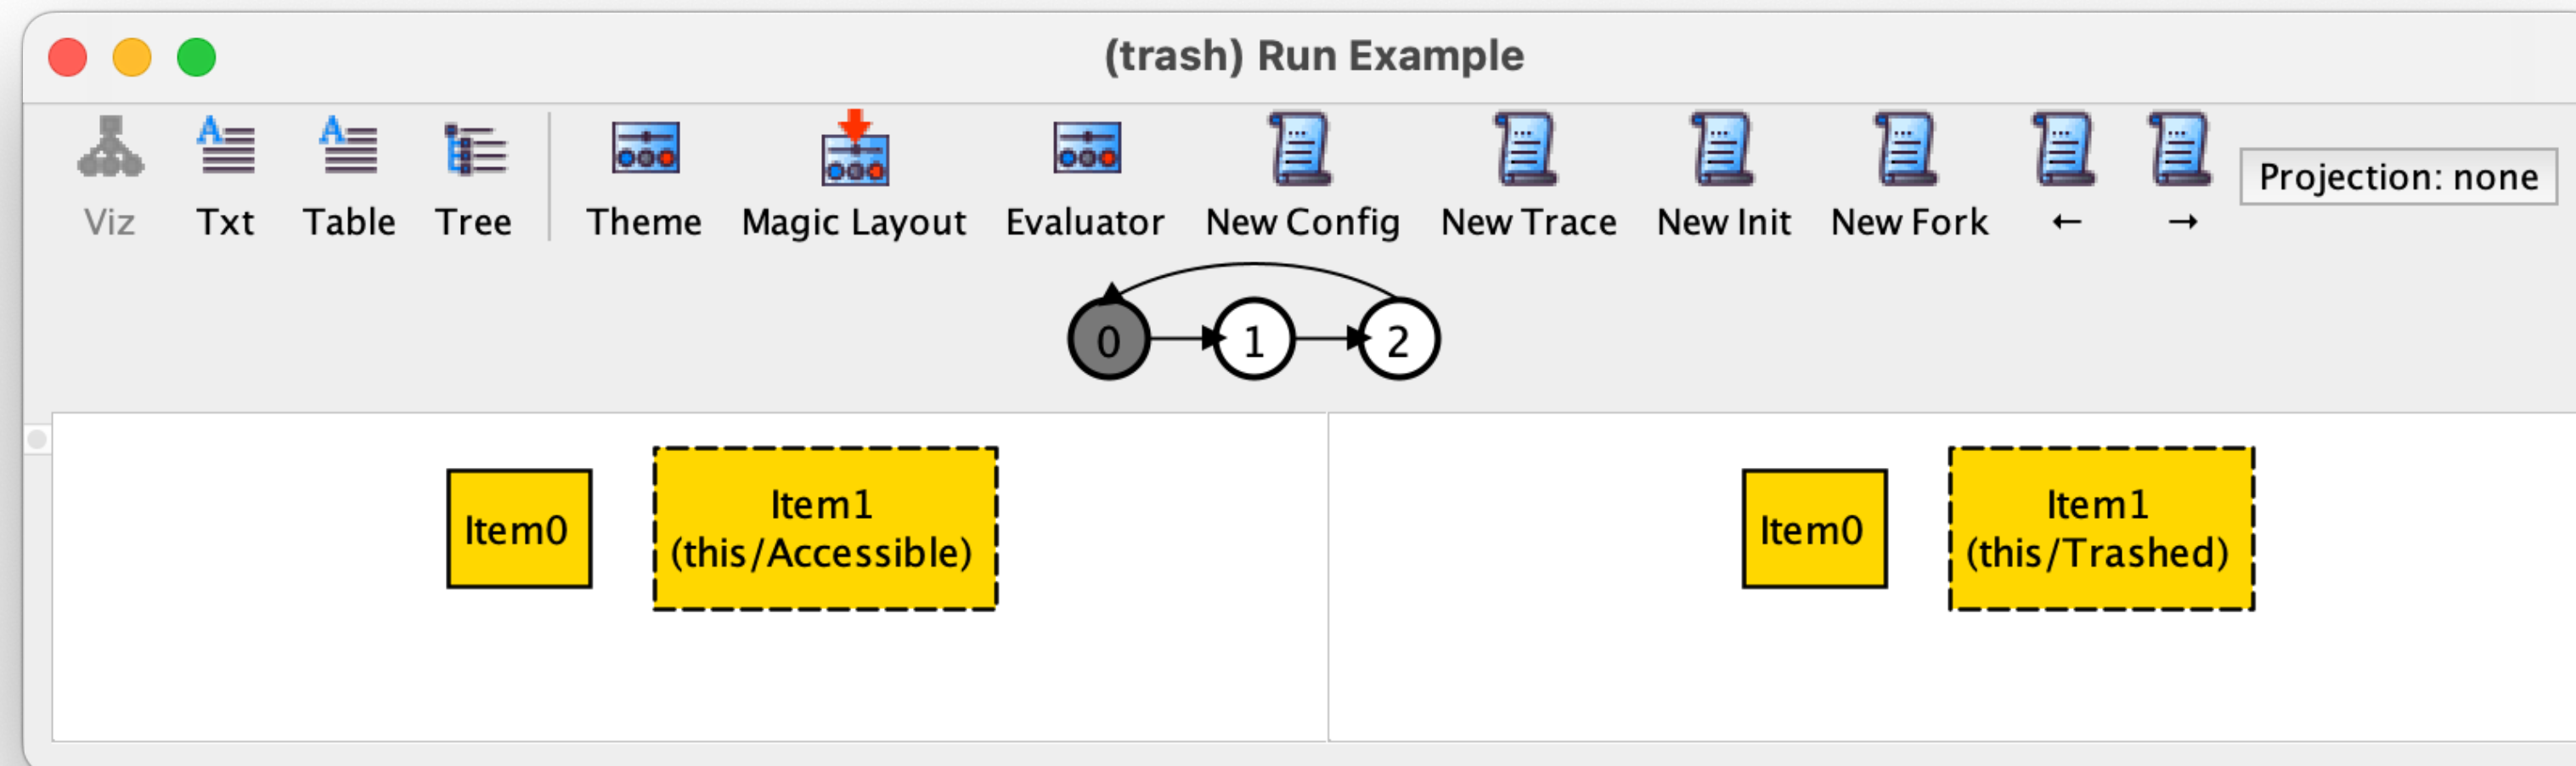 (trash) Run Example
Viz Txt Table Tree Theme Magic Layout Evaluator New Config New Trace New Init New Fork ← → Projection: none
0 1 2
Item0
Item1
(this/Accessible)
Item0
Item1
(this/Trashed)